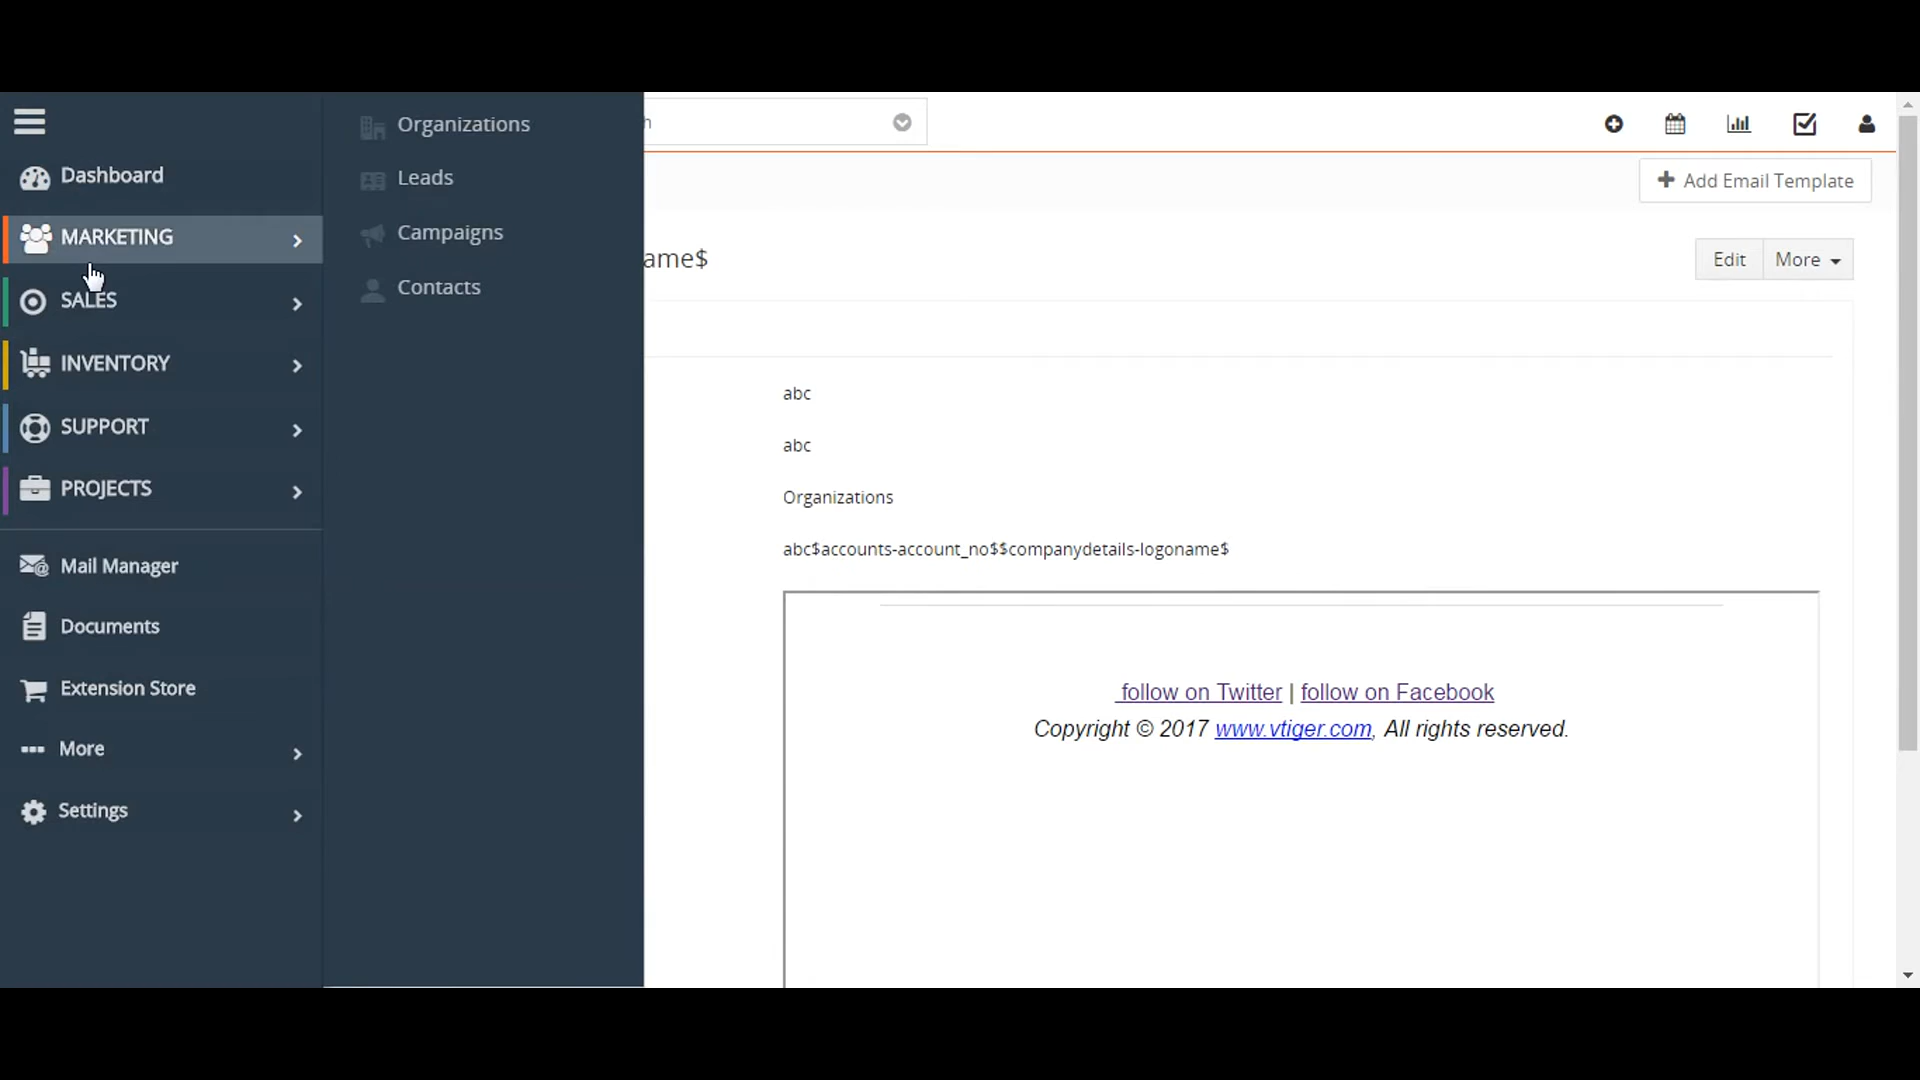 Dashboard
MARKETING
SALES
INVENTORY
SUPPORT
PROJECTS
Mail Manager
Documents
Extension Store
More
Settings
Organizations
Leads
Campaigns
Contacts
h
Add Email Template
ame$
Edit
More
abc
abc
Organizations
abc$accounts-account_no$$companydetails-logoname$
follow on Twitter | follow on Facebook
Copyright © 2017 www.vtiger.com, All rights reserved.